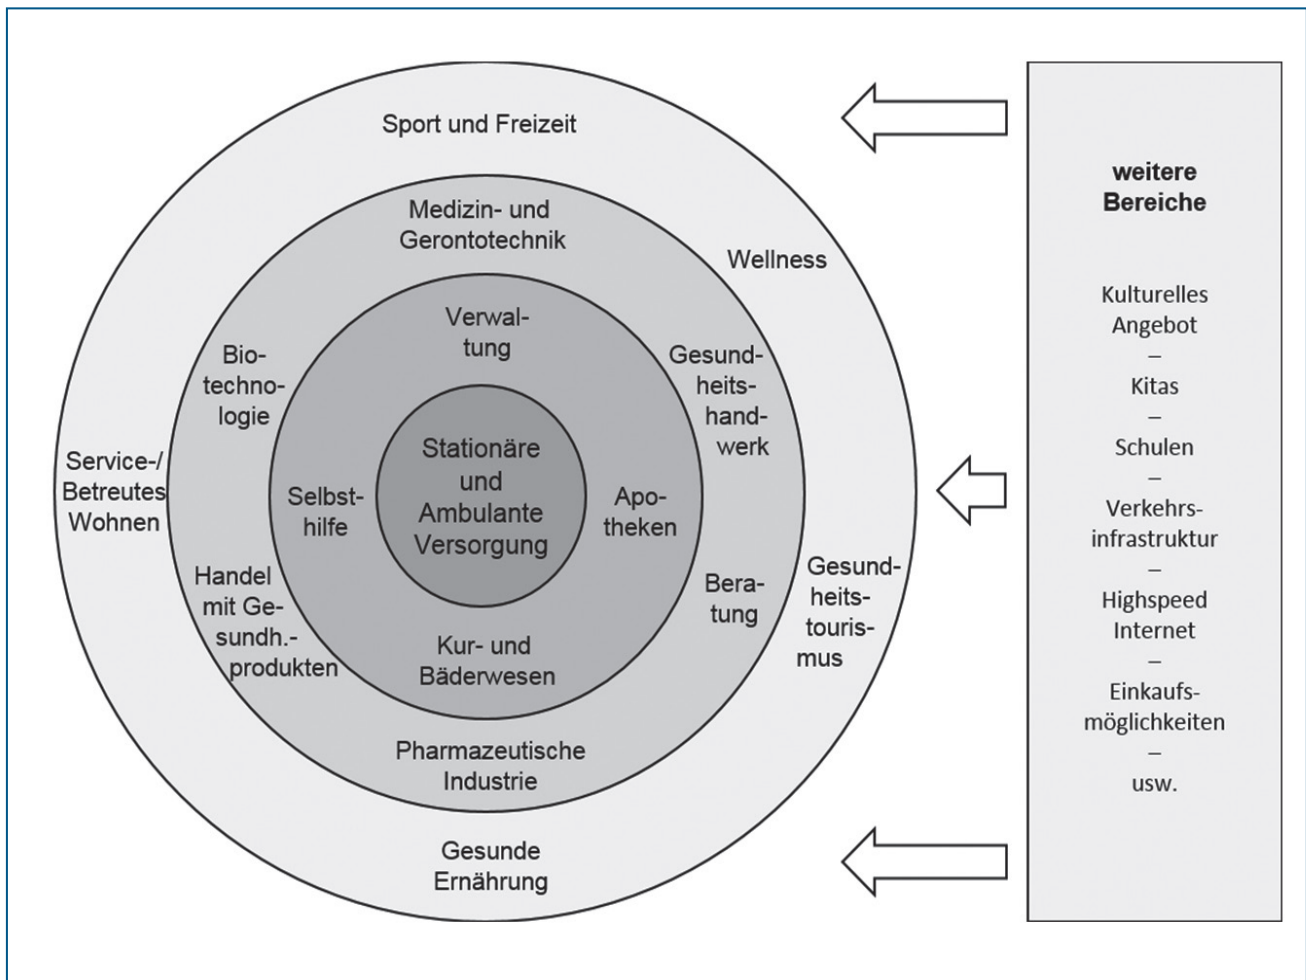 Sport und Freizeit
Medizin- und
Gerontotechnik
Wellness
Verwal-
tung
Bio-
techno-
logie
Gesund-
heits-
hand-
werk
Stationäre
und
Ambulante
Versorgung
Service-/
Betreutes
Wohnen
Selbst-
hilfe
Apo-
theken
Handel
mit Ge-
sundh.-
produkten
Bera-
tung
Gesund-
heits-
touris-
mus
Kur- und
Bäderwesen
Pharmazeutische
Industrie
Gesunde
Ernährung
weitere
Bereiche
Kulturelles
Angebot
–
Kitas
–
Schulen
–
Verkehrs-
infrastruktur
–
Highspeed
Internet
–
Einkaufs-
möglichkeiten
–
usw.